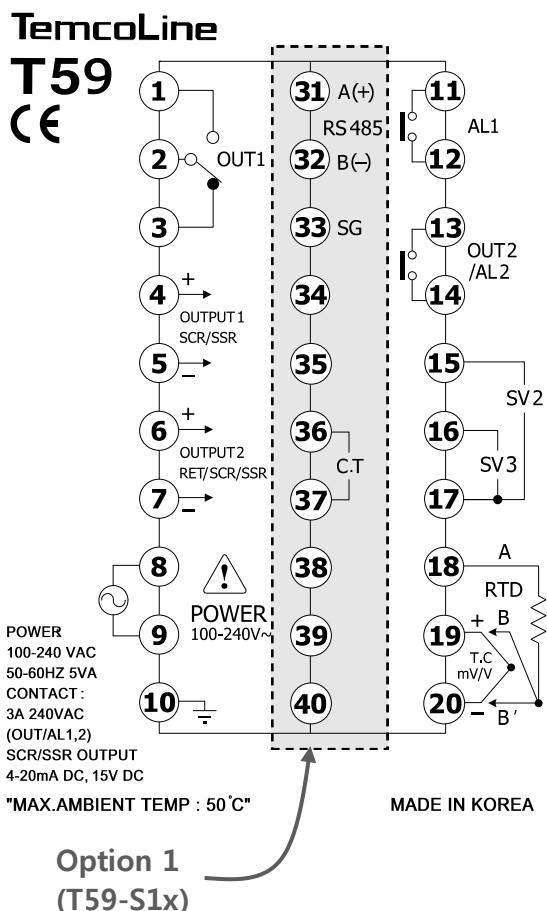 TemcoLine
T59
CE
1
2
3
OUT1
4
+
OUTPUT 1
SCR/SSR
5
−
6
+
OUTPUT 2
RET/SCR/SSR
7
−
8
9
POWER
100-240V~
10
31 A(+)
RS485
32 B(−)
33 SG
34
35
36
C.T
37
38
39
40
11
AL1
12
13
OUT2
/AL2
14
15
SV2
16
SV3
17
18
A
RTD
19
+ B
T.C
mV/V
20
− B'
POWER
100-240 VAC
50-60HZ 5VA
CONTACT :
3A 240VAC
(OUT/AL1,2)
SCR/SSR OUTPUT
4-20mA DC, 15V DC
"MAX.AMBIENT TEMP : 50˚C"
MADE IN KOREA
Option 1
(T59-S1x)